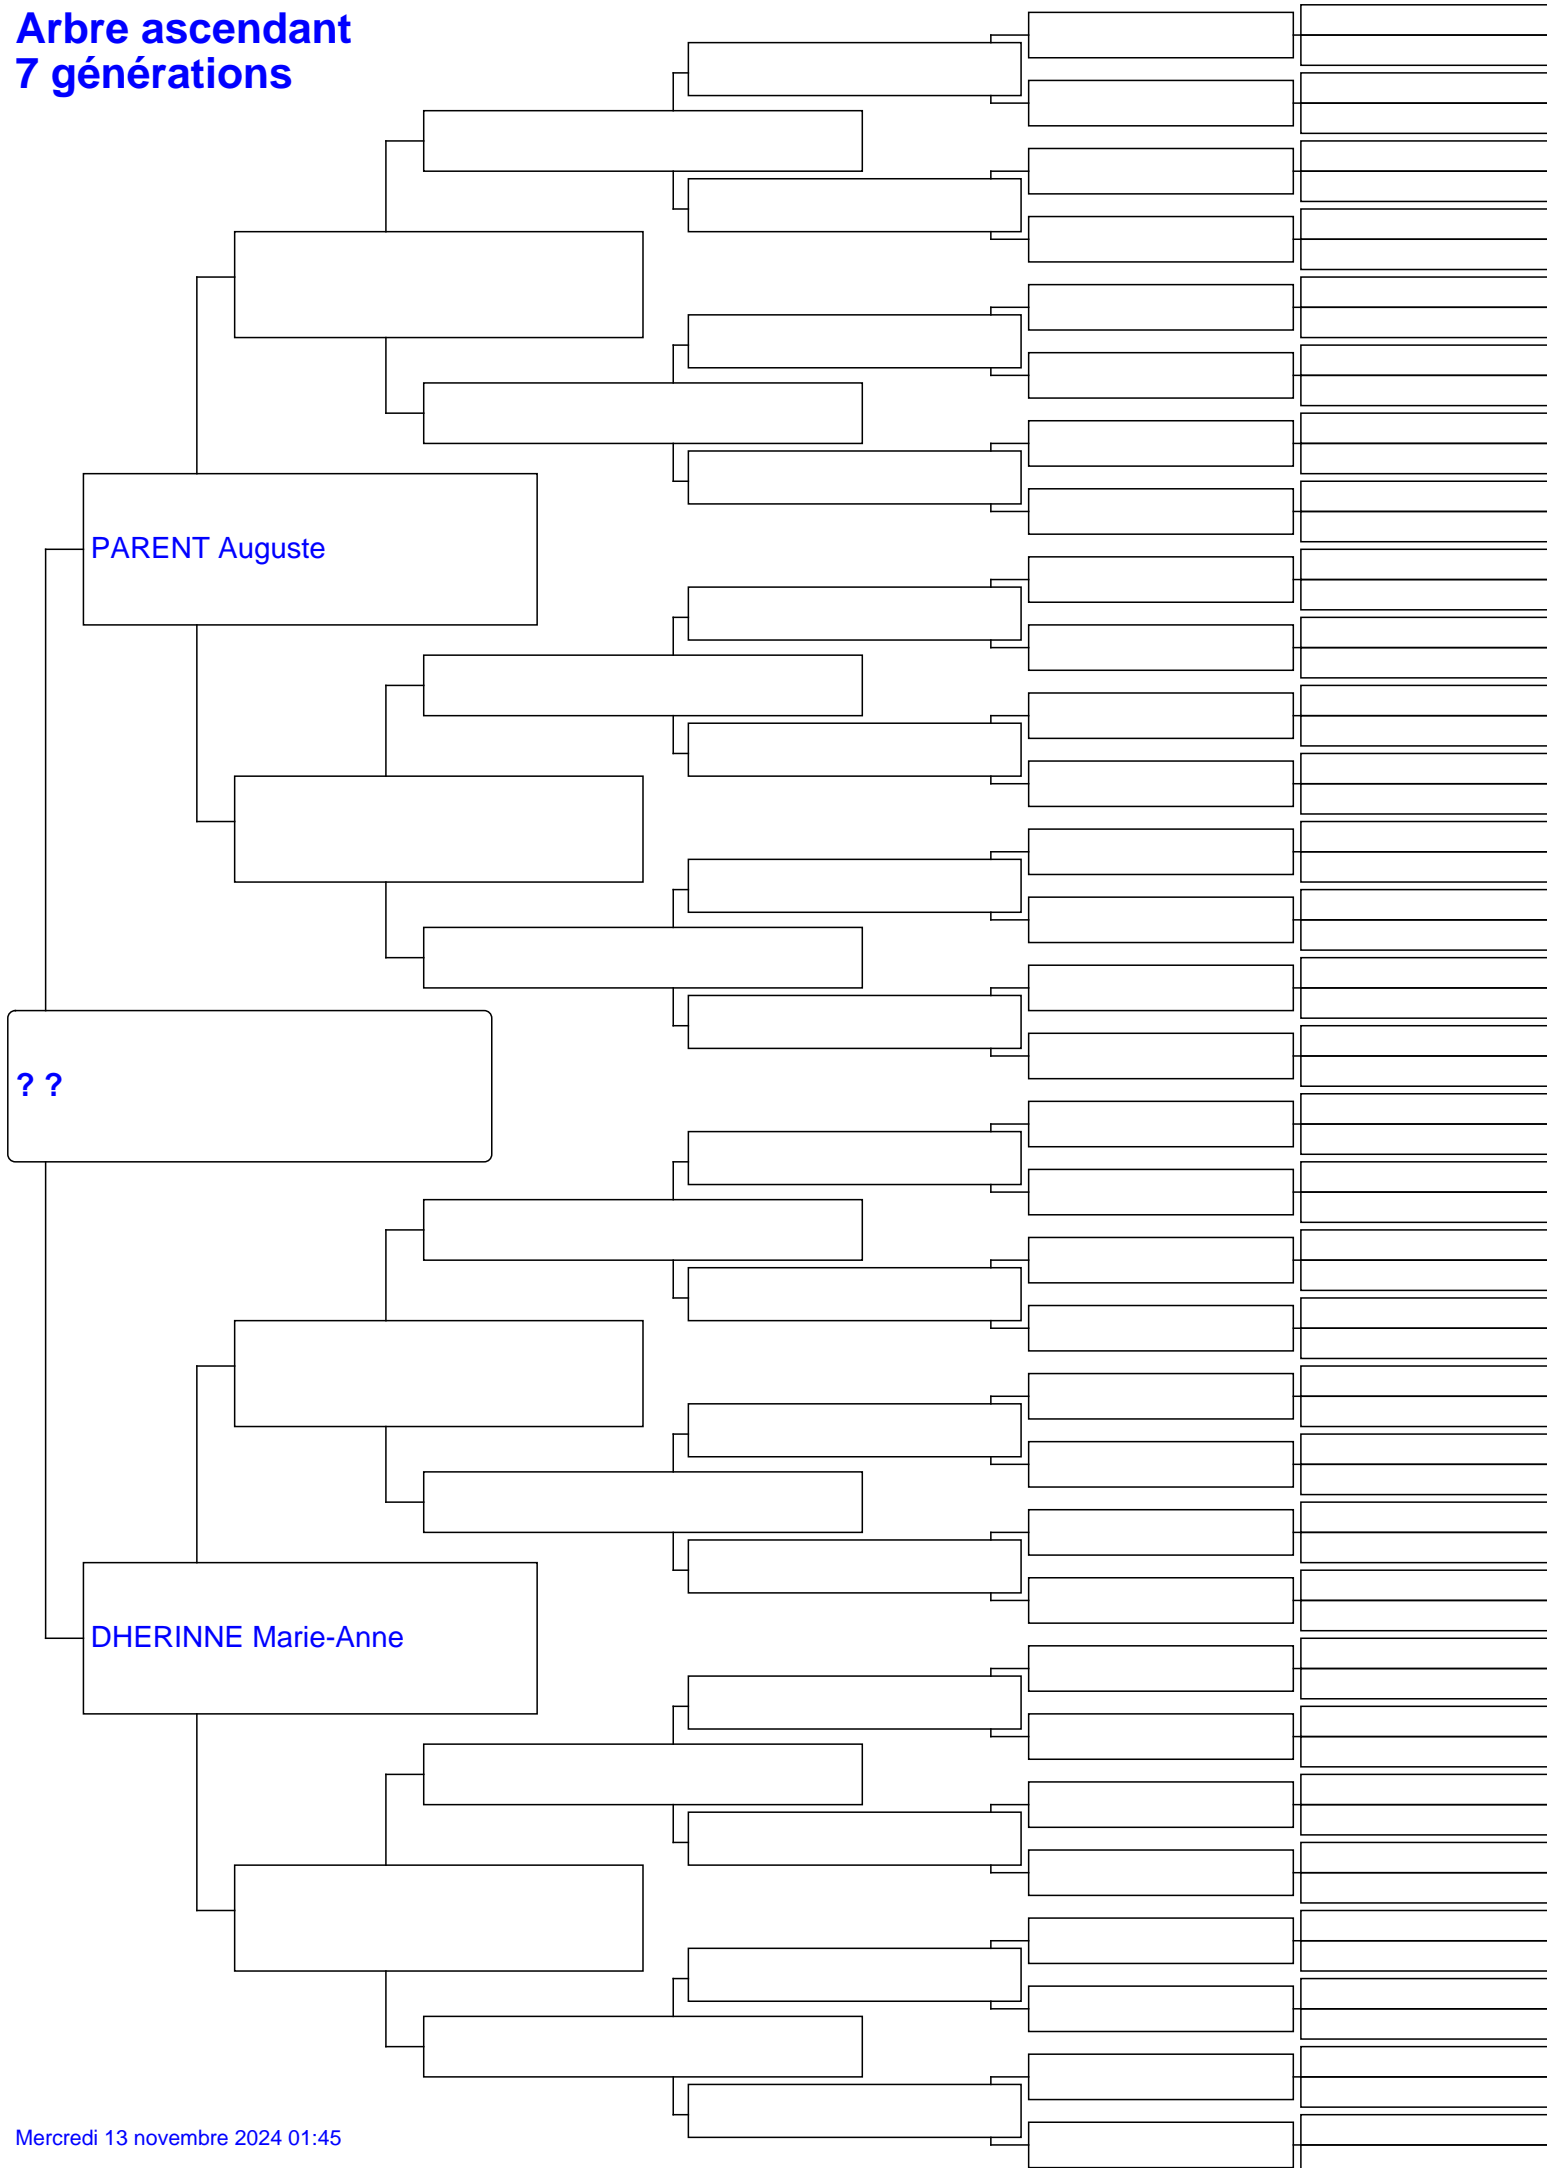 Arbre ascendant
7 générations
PARENT Auguste
? ?
DHERINNE Marie-Anne
Mercredi 13 novembre 2024 01:45